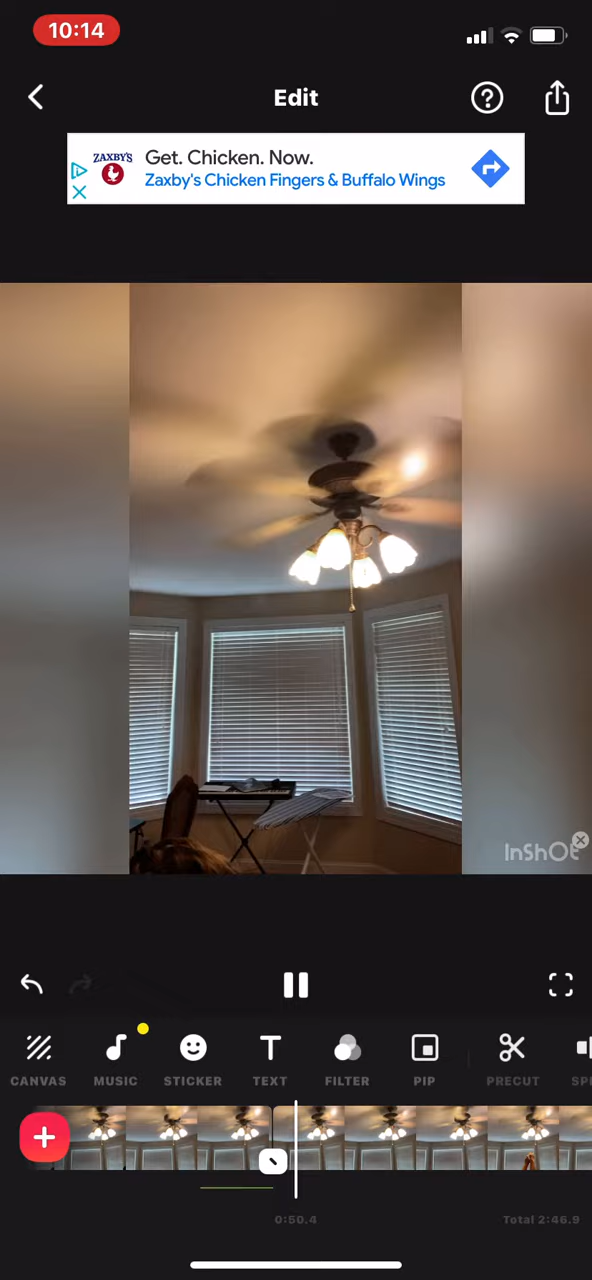 10:14
Edit
ZAXBY'S
Get. Chicken. Now.
Zaxby's Chicken Fingers & Buffalo Wings
InShOt
CANVAS
MUSIC
STICKER
TEXT
FILTER
PIP
PRECUT
SP
0:50.4
Total 2:46.9